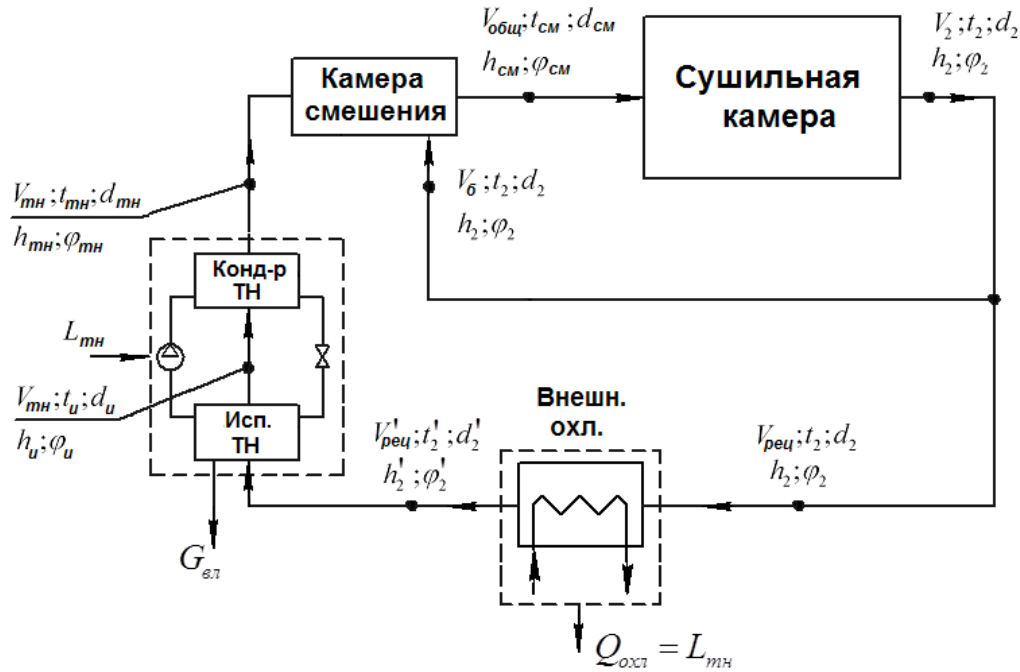 V_общ; t_см; d_см
h_см; φ_см
V_2; t_2; d_2
h_2; φ_2
Камера
смешения
Сушильная
камера
V_б; t_2; d_2
h_2; φ_2
V_тн; t_тн; d_тн
h_тн; φ_тн
Конд-р
ТН
L_тн
V_тн; t_и; d_и
h_и; φ_и
Исп.
ТН
G_вл
Внешн.
охл.
V'_рец; t'_2; d'_2
h'_2; φ'_2
V_рец; t_2; d_2
h_2; φ_2
Q_охл = L_тн